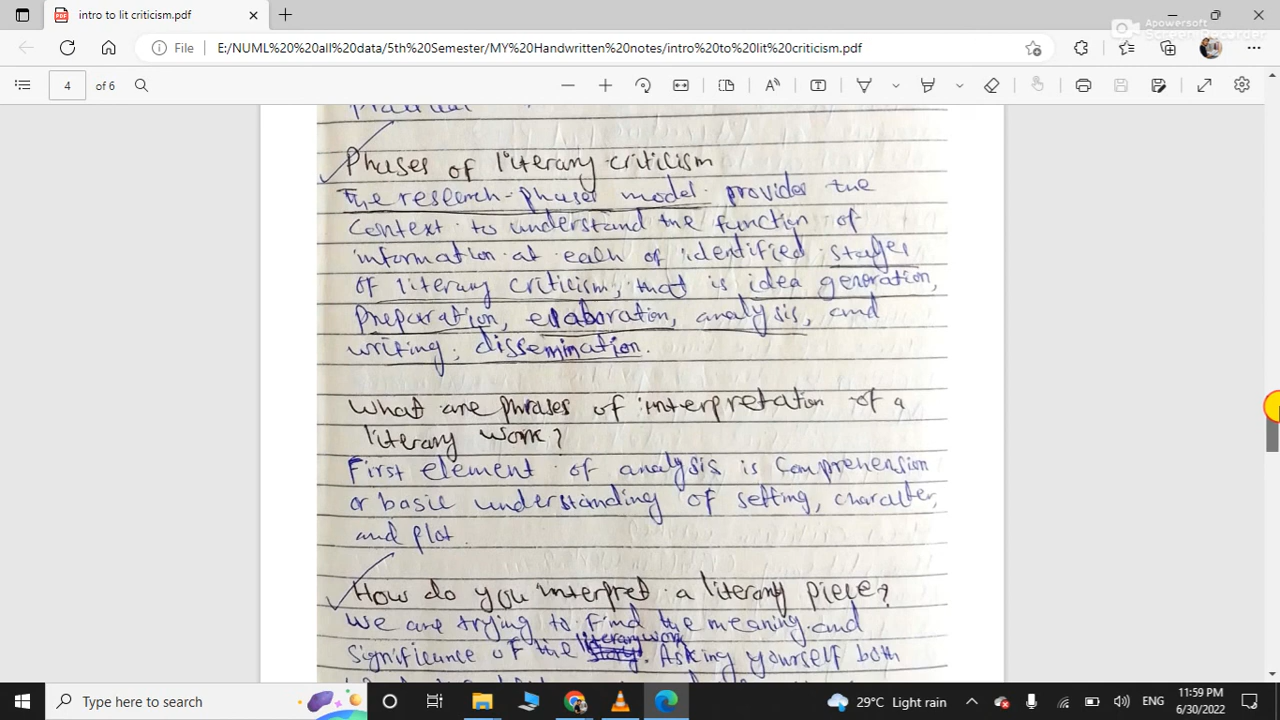 intro to lit criticism.pdf
Apowersoft
Screen Recorder
File E:/NUML%20%20all%20data/5th%20Semester/MY%20Handwritten%20notes/intro%20to%20lit%20criticism.pdf
4 of 6
Phases of literary criticism
The research phases model provides the
context to understand the function of
information at each of identified stages
of literary criticism, that is idea generation,
preparation, elaboration, analysis, and
writing, dissemination.
What are phrases of interpretation of a
literary work?
First element of analysis is comprehension
or basic understanding of setting, character,
and plot.
How do you interpret a literary piece?
We are trying to find the meaning and
literary work
significance of the . Asking yourself both
Type here to search
29°C Light rain
ENG
11:59 PM
6/30/2022